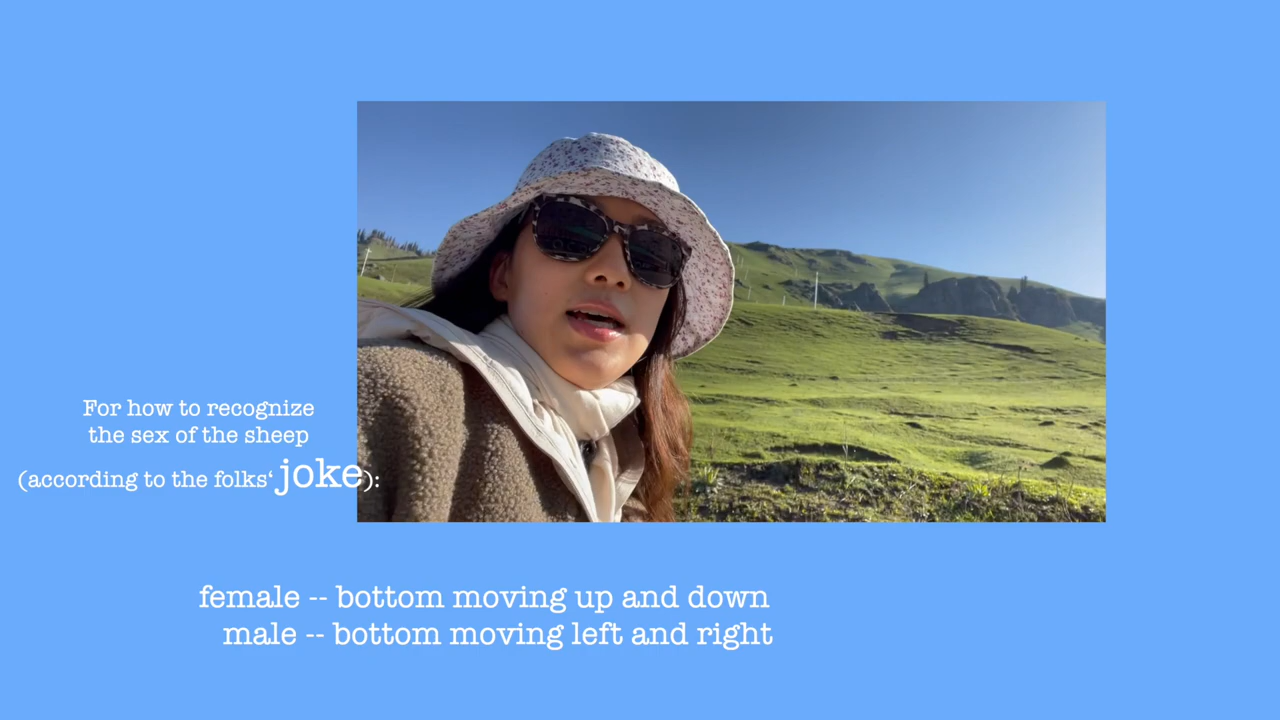 For how to recognize
the sex of the sheep
(according to the folks‘joke):
female -- bottom moving up and down
male -- bottom moving left and right